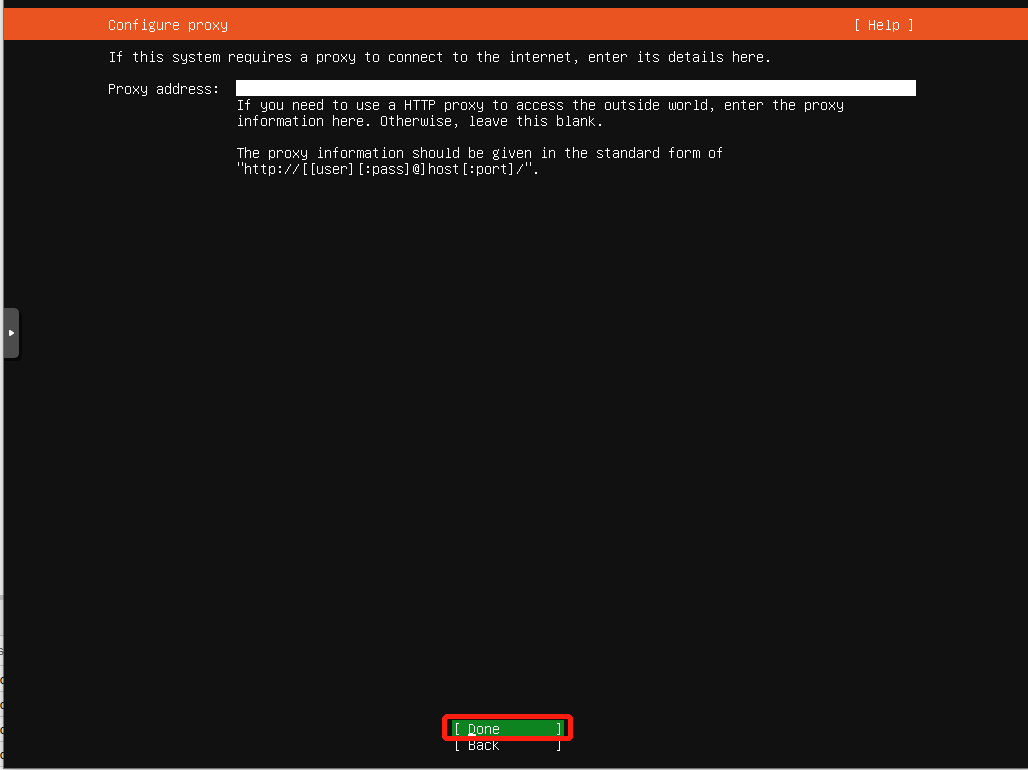 Configure proxy [ Help ]
If this system requires a proxy to connect to the internet, enter its details here.
Proxy address:
If you need to use a HTTP proxy to access the outside world, enter the proxy
information here. Otherwise, leave this blank.
The proxy information should be given in the standard form of
"http://[[user][:pass]@]host[:port]/".
[ Done ]
[ Back ]